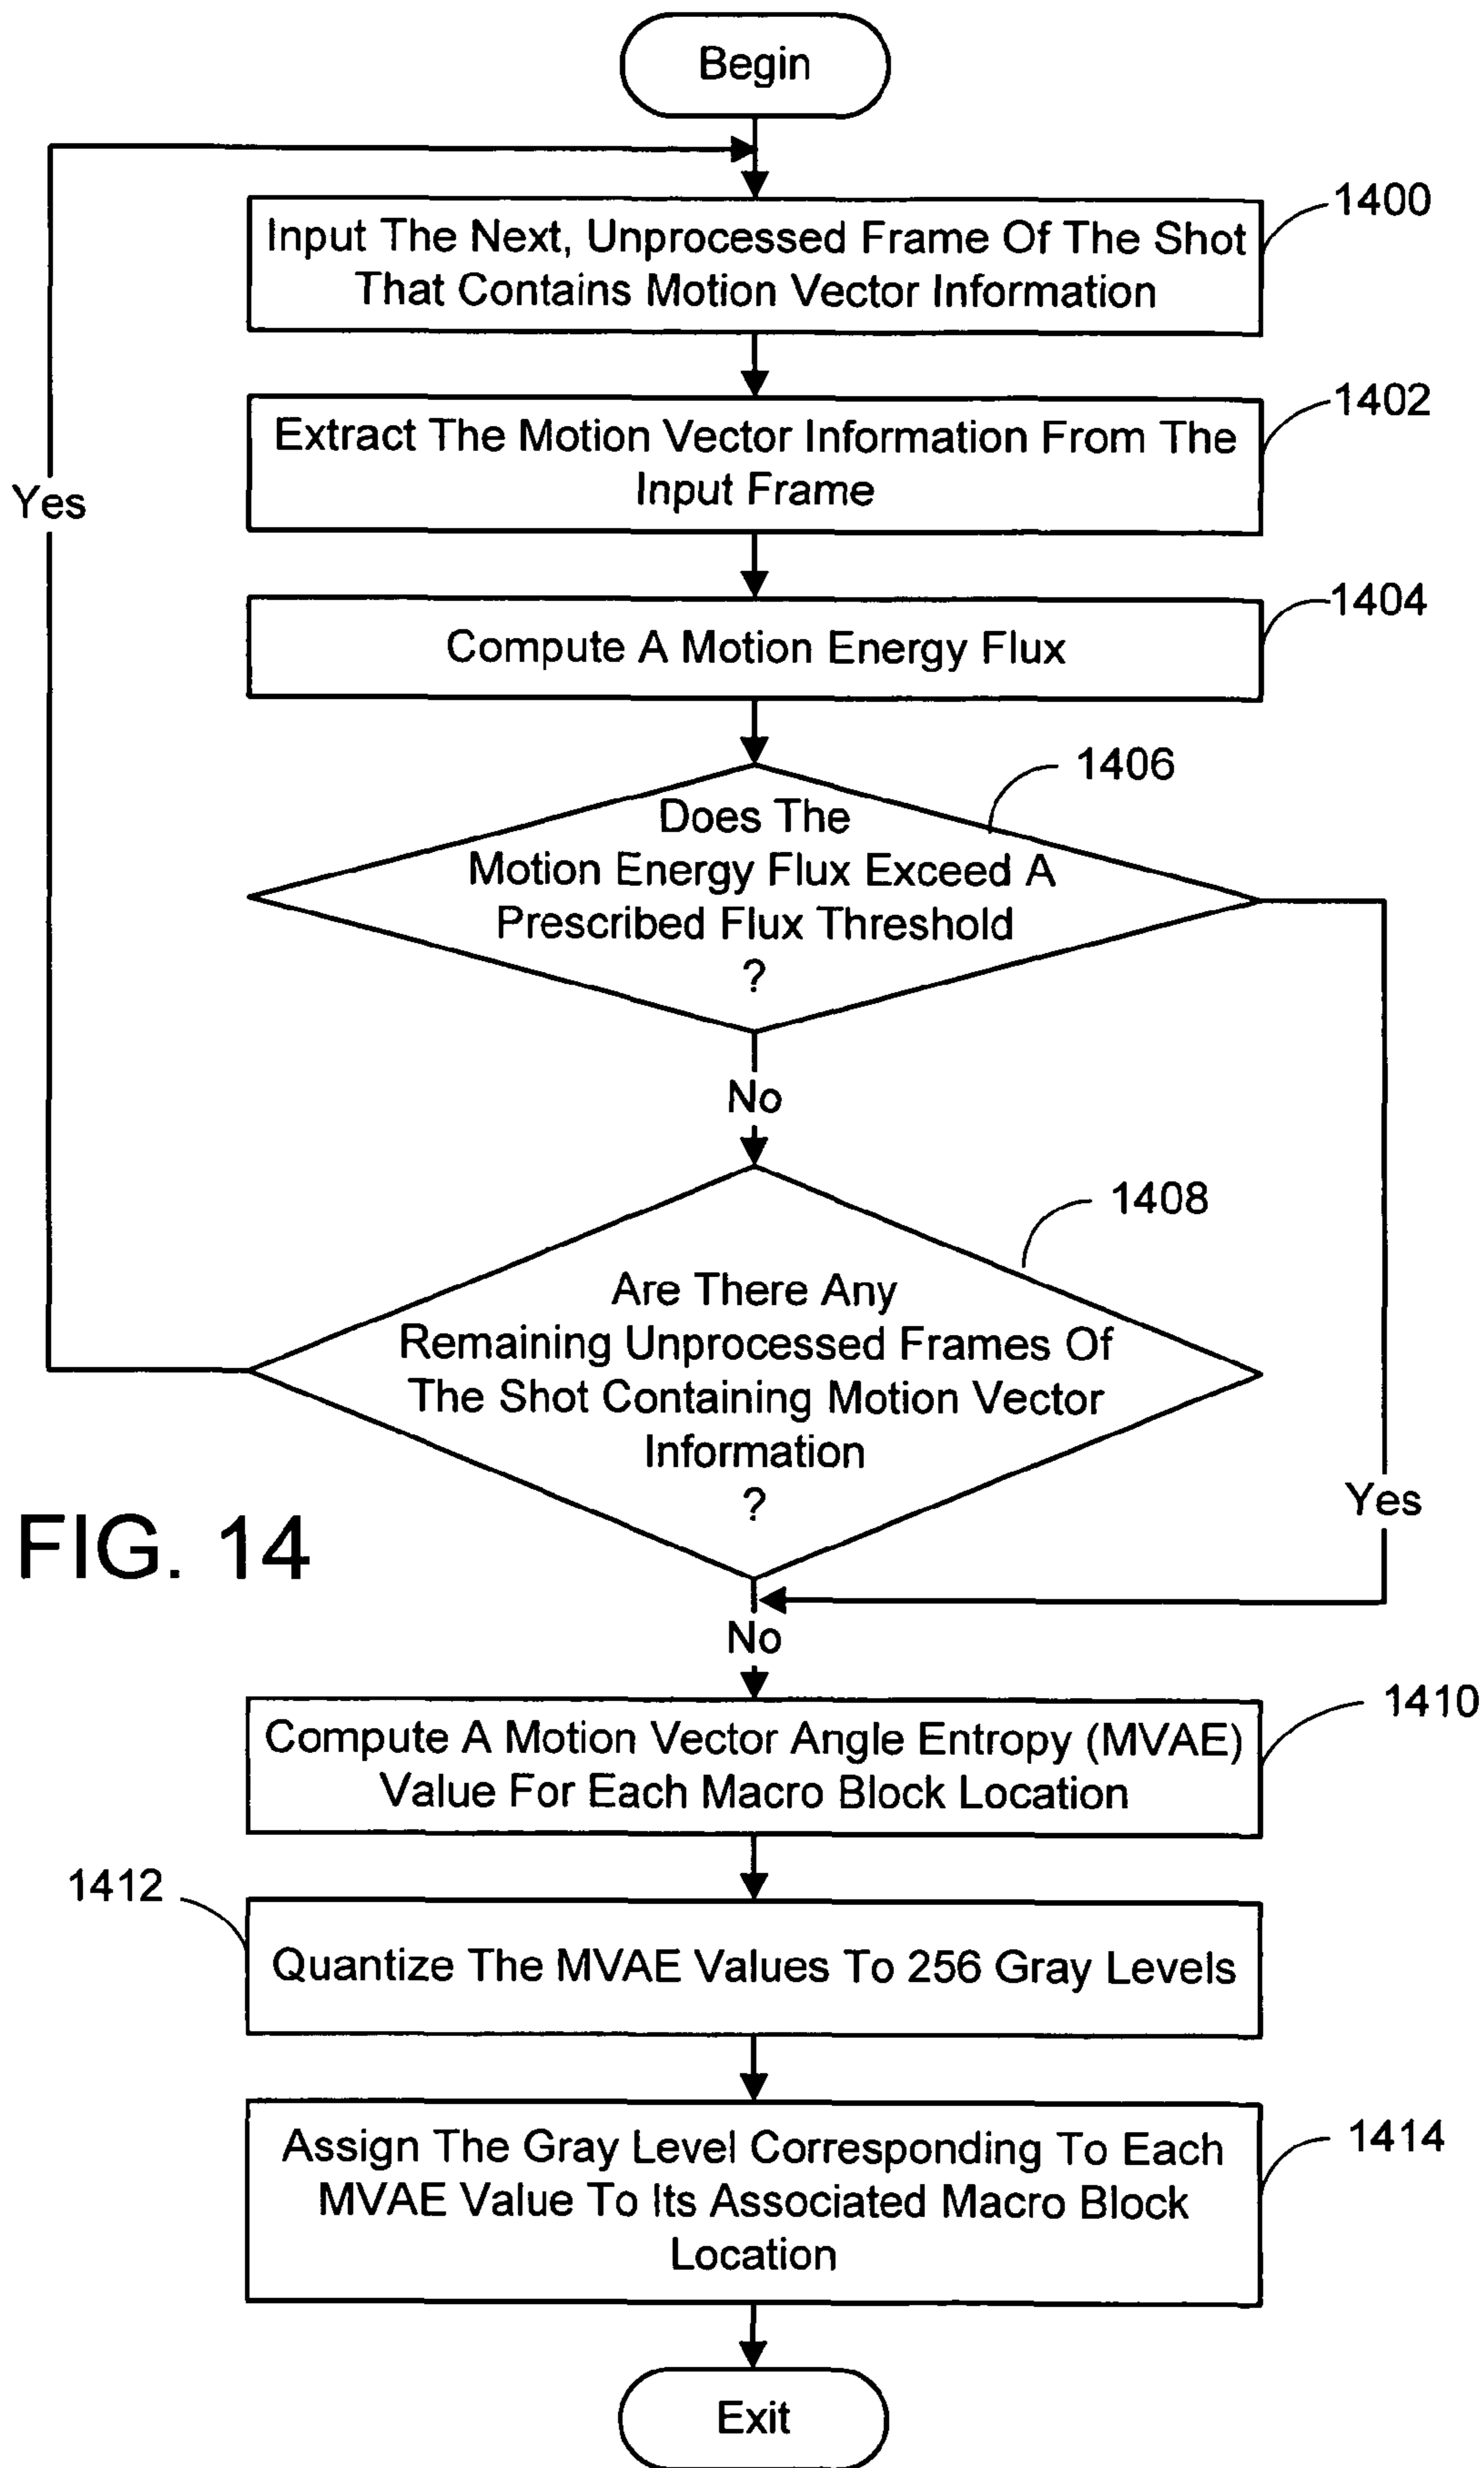 Begin
1400
Input The Next, Unprocessed Frame Of The Shot
That Contains Motion Vector Information
1402
Extract The Motion Vector Information From The
Input Frame
Yes
1404
Compute A Motion Energy Flux
1406
Does The
Motion Energy Flux Exceed A
Prescribed Flux Threshold
?
No
1408
Are There Any
Remaining Unprocessed Frames Of
The Shot Containing Motion Vector
Information
?
Yes
FIG. 14
No
1410
Compute A Motion Vector Angle Entropy (MVAE)
Value For Each Macro Block Location
1412
Quantize The MVAE Values To 256 Gray Levels
1414
Assign The Gray Level Corresponding To Each
MVAE Value To Its Associated Macro Block
Location
Exit